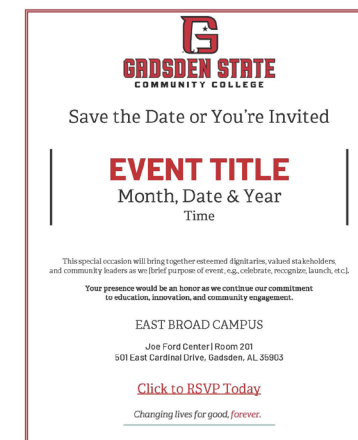 G
GADSDEN STATE
COMMUNITY COLLEGE
Save the Date or You're Invited
EVENT TITLE
Month, Date & Year
Time
This special occasion will bring together esteemed dignitaries, valued stakeholders,
and community leaders as we [brief purpose of event, e.g., celebrate, recognize, launch, etc.].
Your presence would be an honor as we continue our commitment
to education, innovation, and community engagement.
EAST BROAD CAMPUS
Joe Ford Center | Room 201
501 East Cardinal Drive, Gadsden, AL 35903
Click to RSVP Today
Changing lives for good, forever.